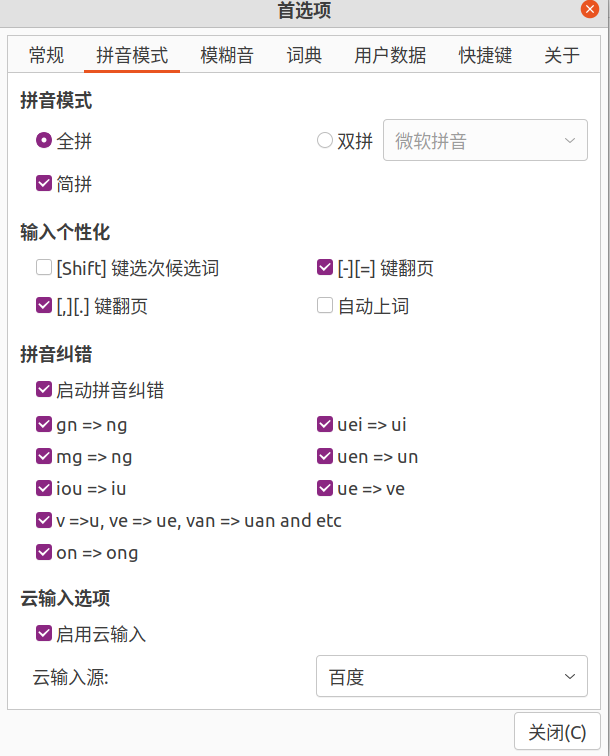 首选项
常规 拼音模式 模糊音 词典 用户数据 快捷键 关于
拼音模式
全拼 双拼 微软拼音
简拼
输入个性化
[Shift] 键选次候选词 [-][=] 键翻页
[,][.] 键翻页 自动上词
拼音纠错
启动拼音纠错
gn => ng uei => ui
mg => ng uen => un
iou => iu ue => ve
v =>u, ve => ue, van => uan and etc
on => ong
云输入选项
启用云输入
云输入源: 百度
关闭(C)